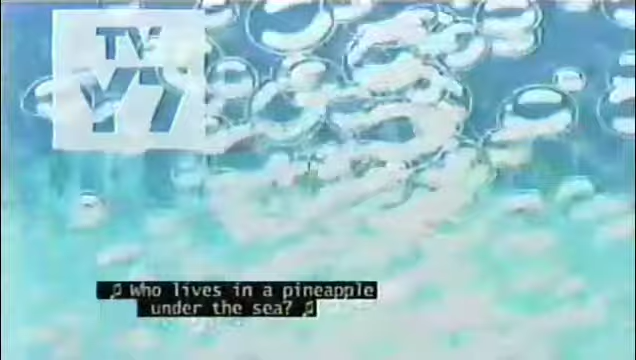 TV
Y7
♫ Who lives in a pineapple
under the sea? ♫